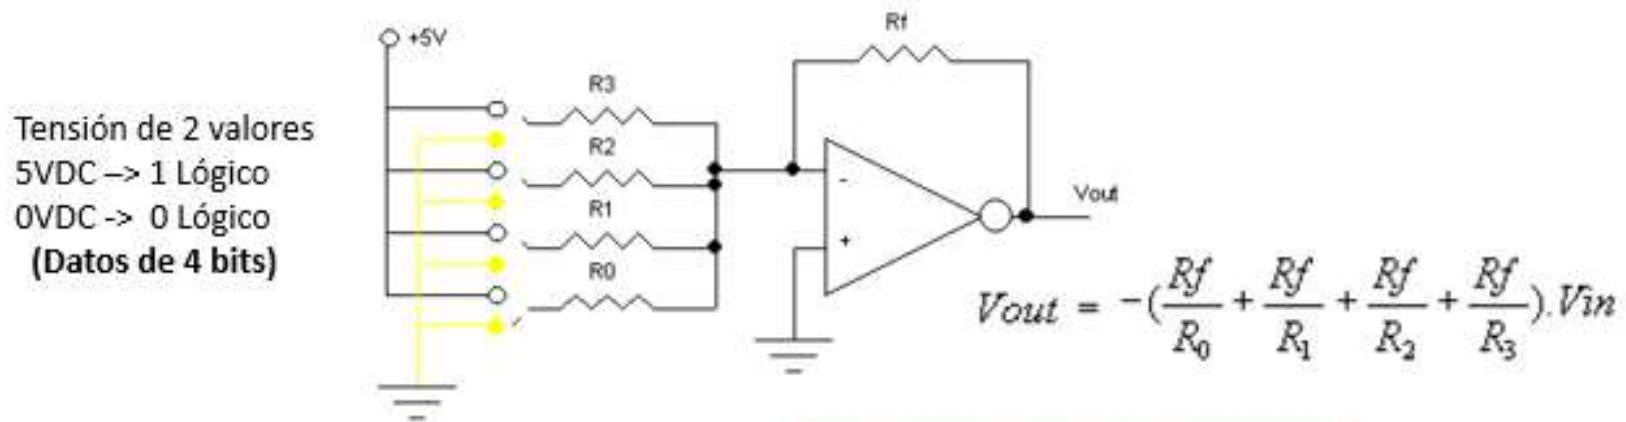 Tensión de 2 valores
5VDC –> 1 Lógico
0VDC -> 0 Lógico
(Datos de 4 bits)
+5V
R3
R2
R1
R0
Rf
-
+
Vout
Vout = -(Rf/R0 + Rf/R1 + Rf/R2 + Rf/R3).Vin